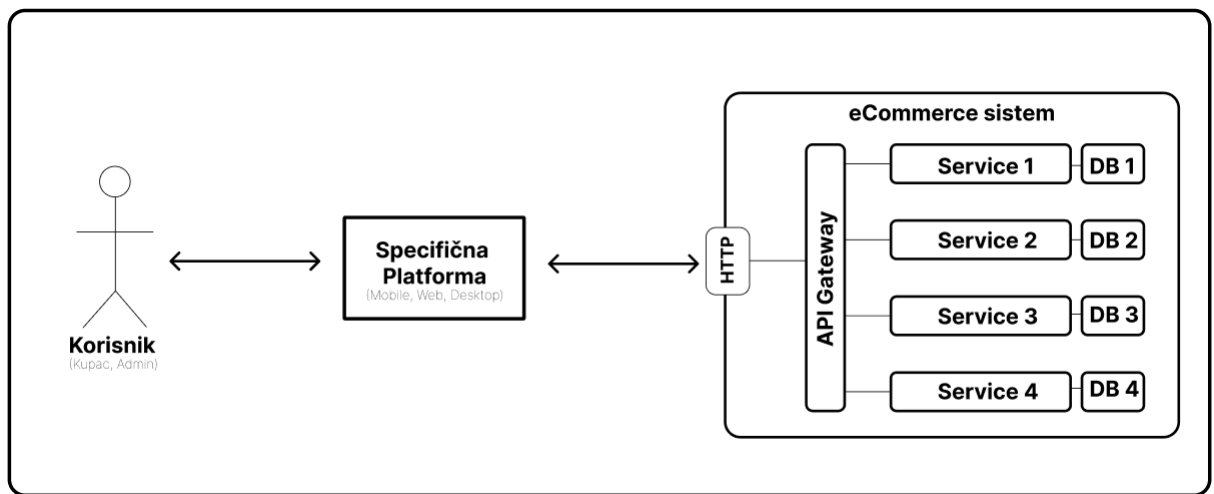 eCommerce sistem
Service 1
DB 1
Service 2
DB 2
Service 3
DB 3
Service 4
DB 4
API Gateway
HTTP
Specifična
Platforma
(Mobile, Web, Desktop)
Korisnik
(Kupac, Admin)